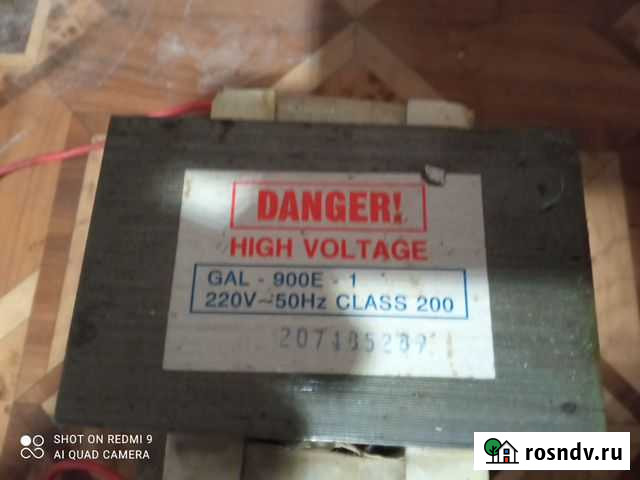 DANGER!
HIGH VOLTAGE
GAL - 900E - 1
220V~50Hz CLASS 200
SHOT ON REDMI 9
AI QUAD CAMERA
rosndv.ru